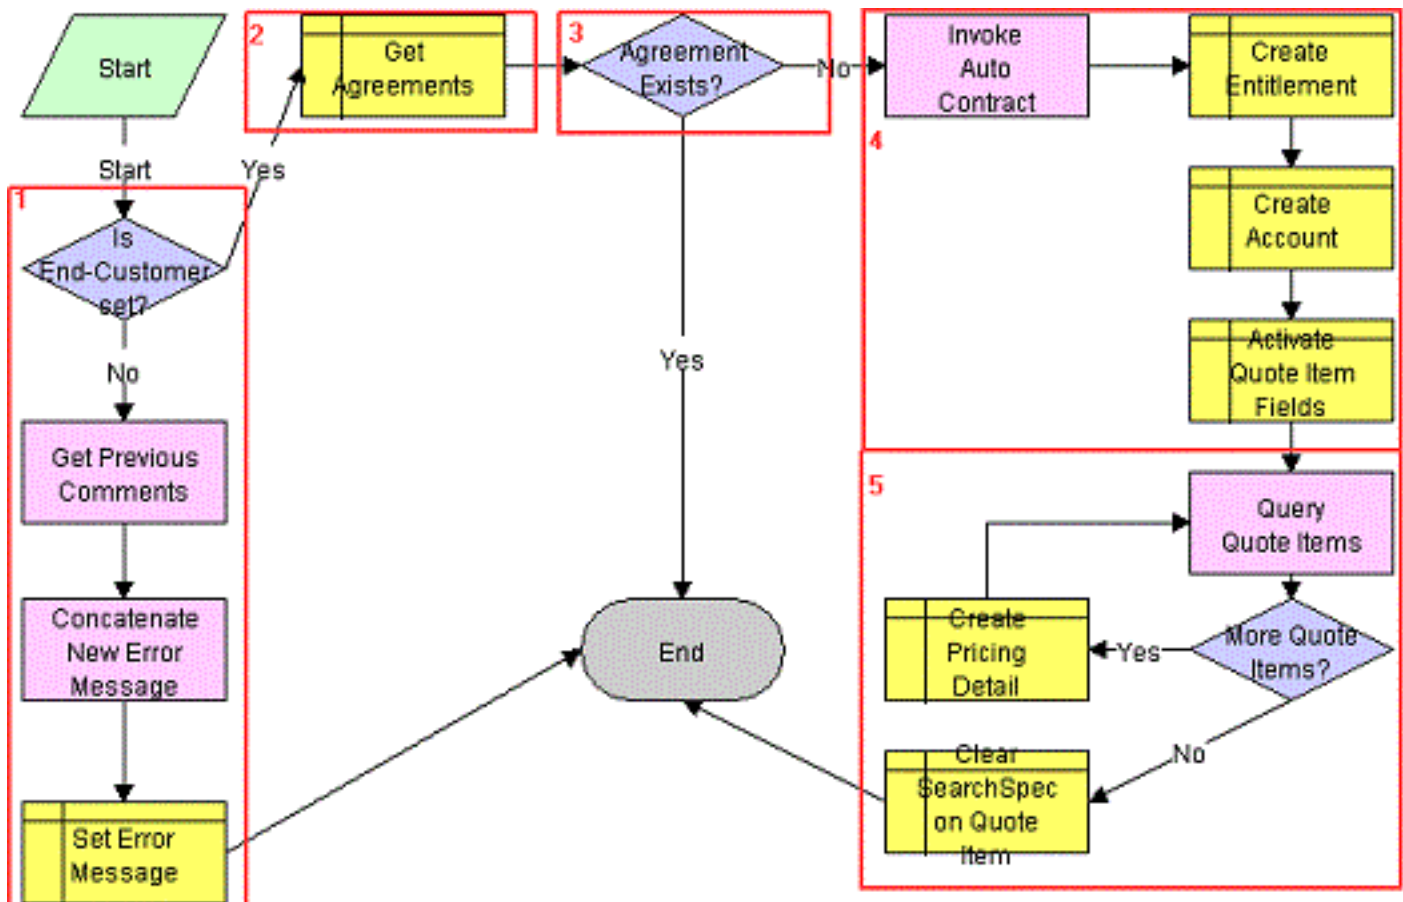 Start
Start
1
Is
End-Customer
set?
No
Get Previous
Comments
Concatenate
New Error
Message
Set Error
Message
Yes
2
Get
Agreements
3
Agreement
Exists?
No
Yes
End
4
Invoke
Auto
Contract
Create
Entitlement
Create
Account
Activate
Quote Item
Fields
5
Query
Quote Items
More Quote
Items?
Yes
Create
Pricing
Detail
No
Clear
SearchSpec
on Quote
Item